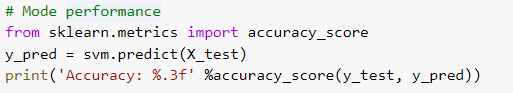 # Mode performance
from sklearn.metrics import accuracy_score
y_pred = svm.predict(X_test)
print('Accuracy: %.3f' %accuracy_score(y_test, y_pred))